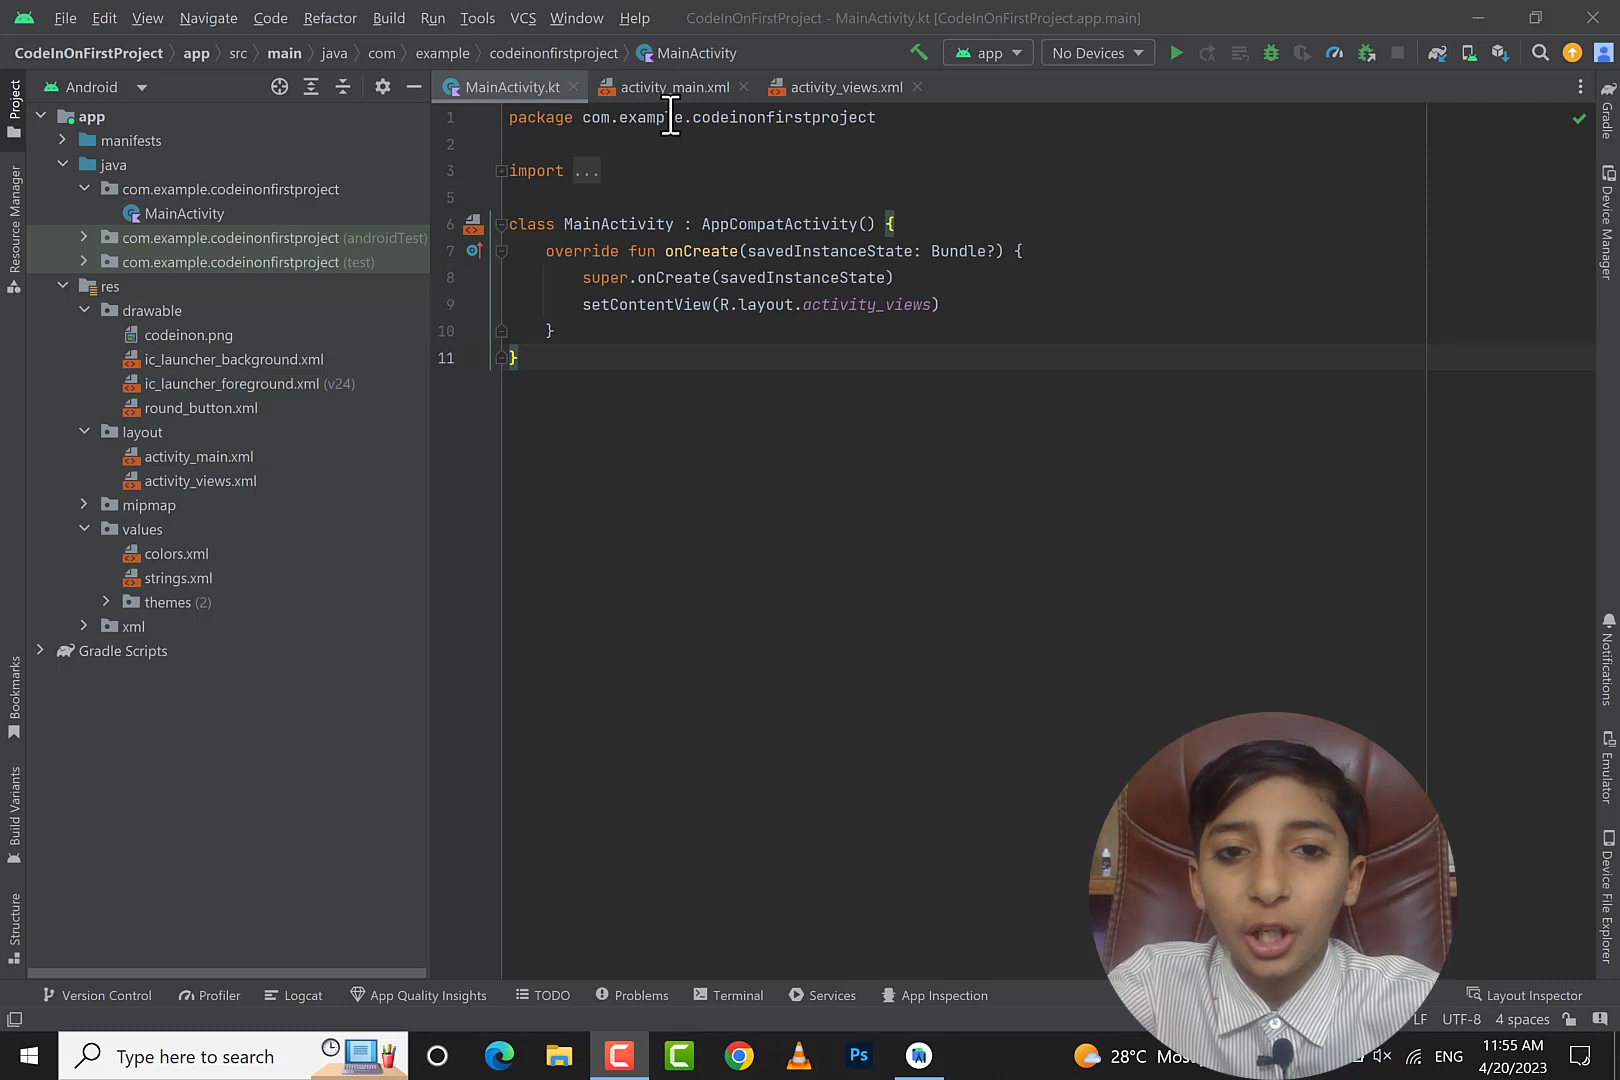 File Edit View Navigate Code Refactor Build Run Tools VCS Window Help CodeInOnFirstProject - MainActivity.kt [CodeInOnFirstProject.app.main]
CodeInOnFirstProject app src main java com example codeinonfirstproject MainActivity app No Devices
Android MainActivity.kt activity_main.xml activity_views.xml
Project
Resource Manager
Bookmarks
Build Variants
Structure
app
manifests
java
com.example.codeinonfirstproject
MainActivity
com.example.codeinonfirstproject (androidTest)
com.example.codeinonfirstproject (test)
res
drawable
codeinon.png
ic_launcher_background.xml
ic_launcher_foreground.xml (v24)
round_button.xml
layout
activity_main.xml
activity_views.xml
mipmap
values
colors.xml
strings.xml
themes (2)
xml
Gradle Scripts
1 package com.example.codeinonfirstproject
2
3 import ...
5
6 class MainActivity : AppCompatActivity() {
7 override fun onCreate(savedInstanceState: Bundle?) {
8 super.onCreate(savedInstanceState)
9 setContentView(R.layout.activity_views)
10 }
11 }
Gradle
Device Manager
Notifications
Emulator
Device File Explorer
Version Control Profiler Logcat App Quality Insights TODO Problems Terminal Services App Inspection Layout Inspector
LF UTF-8 4 spaces
Type here to search Ps 28°C ENG 11:55 AM
4/20/2023